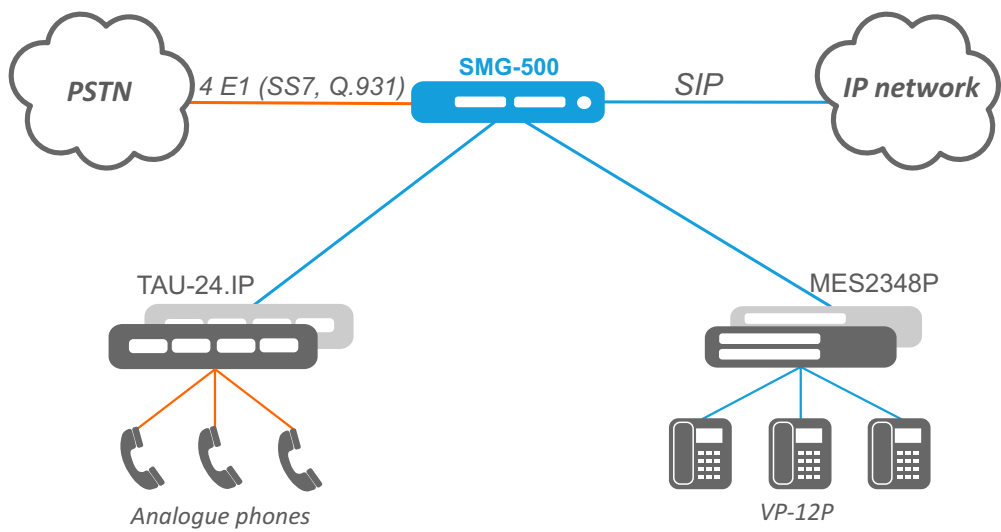 PSTN
4 E1 (SS7, Q.931)
SMG-500
SIP
IP network
TAU-24.IP
MES2348P
Analogue phones
VP-12P